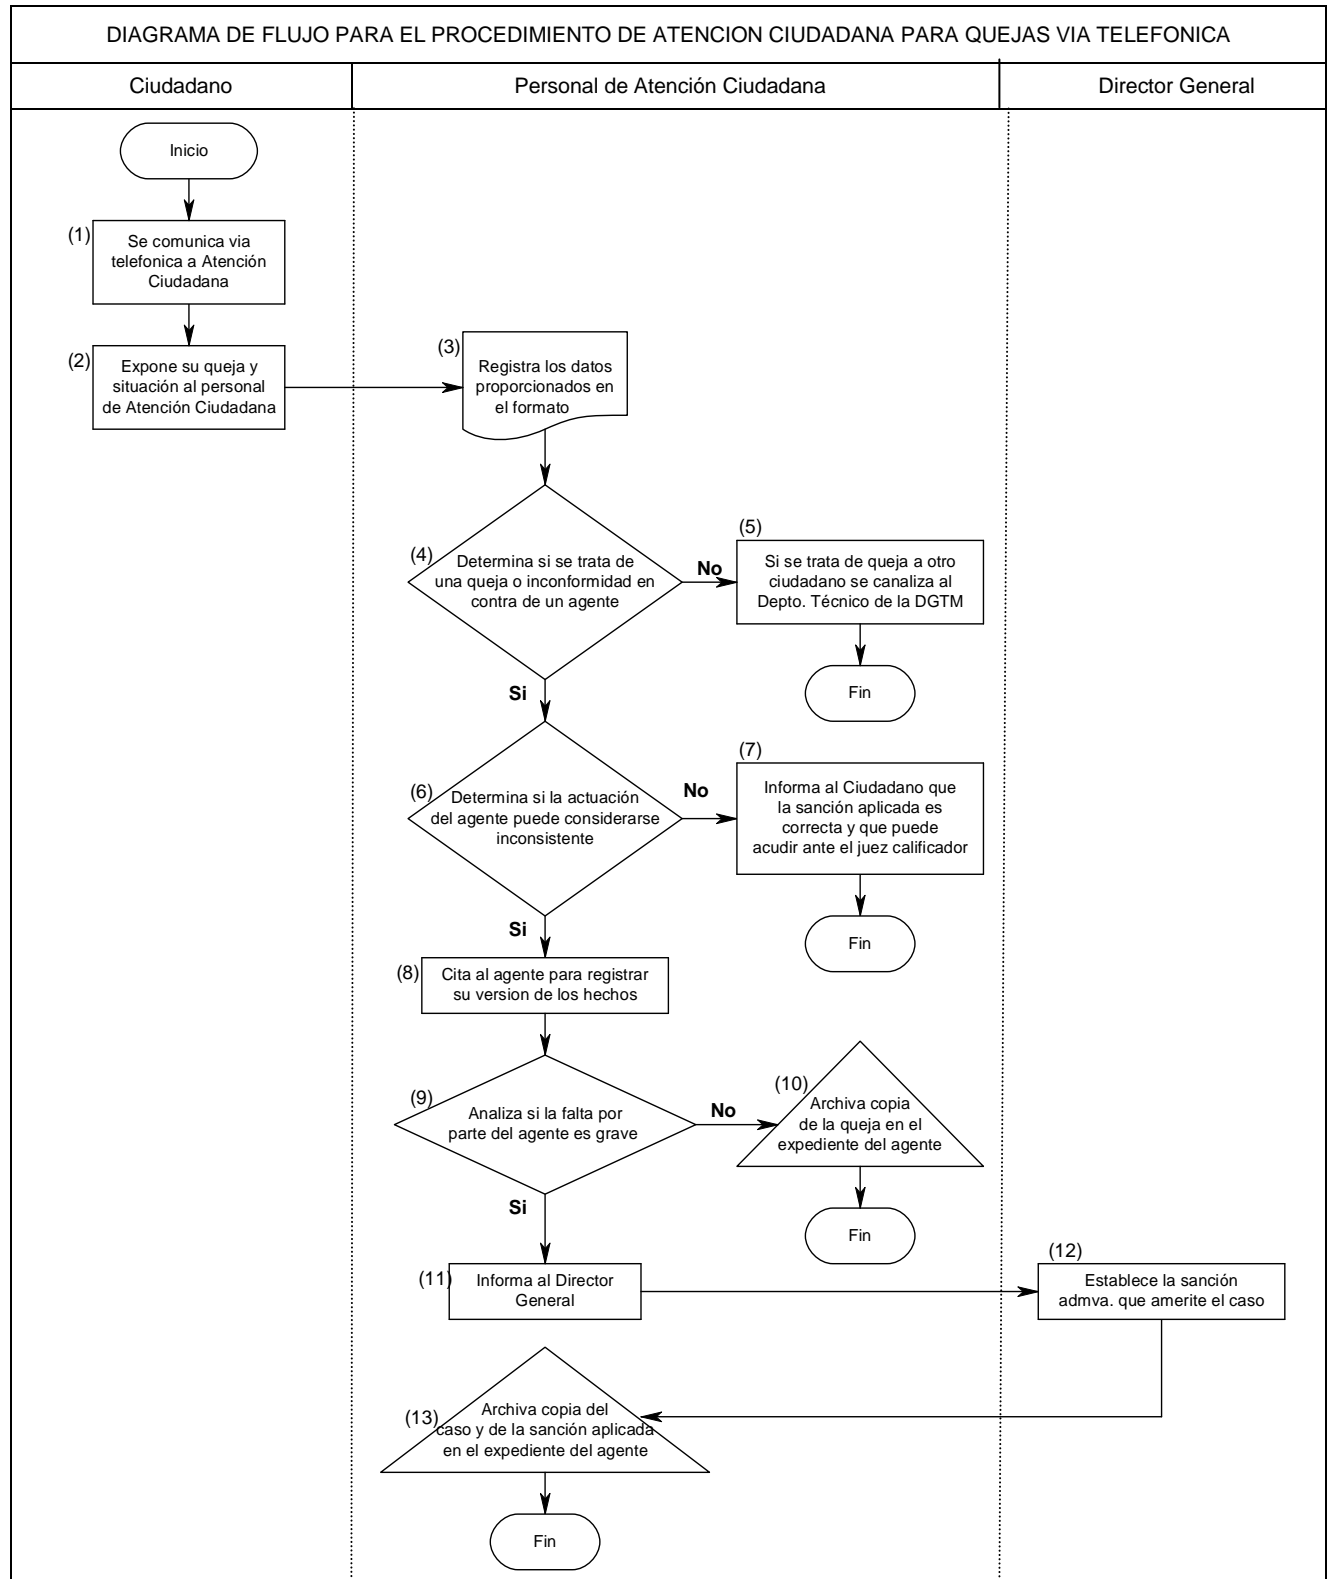 DIAGRAMA DE FLUJO PARA EL PROCEDIMIENTO DE ATENCION CIUDADANA PARA QUEJAS VIA TELEFONICA
Ciudadano
Personal de Atención Ciudadana
Director General
Inicio
(1)
Se comunica via
telefonica a Atención
Ciudadana
(2)
Expone su queja y
situación al personal
de Atención Ciudadana
(3)
Registra los datos
proporcionados en
el formato
(4)
Determina si se trata de
una queja o inconformidad en
contra de un agente
No
(5)
Si se trata de queja a otro
ciudadano se canaliza al
Depto. Técnico de la DGTM
Fin
Si
(6)
Determina si la actuación
del agente puede considerarse
inconsistente
No
(7)
Informa al Ciudadano que
la sanción aplicada es
correcta y que puede
acudir ante el juez calificador
Fin
Si
(8)
Cita al agente para registrar
su version de los hechos
(9)
Analiza si la falta por
parte del agente es grave
No
(10)
Archiva copia
de la queja en el
expediente del agente
Fin
Si
(11)
Informa al Director
General
(12)
Establece la sanción
admva. que amerite el caso
(13)
Archiva copia del
caso y de la sanción aplicada
en el expediente del agente
Fin